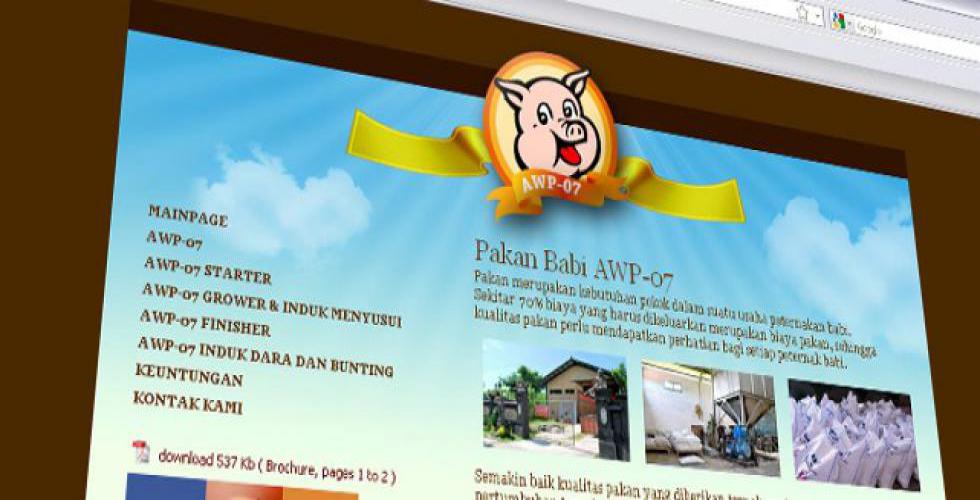 Google
AWP-07
MAINPAGE
AWP-07
AWP-07 STARTER
AWP-07 GROWER & INDUK MENYUSUI
AWP-07 FINISHER
AWP-07 INDUK DARA DAN BUNTING
KEUNTUNGAN
KONTAK KAMI
download 537 Kb ( Brochure, pages 1 to 2 )
Pakan Babi AWP-07
Pakan merupakan kebutuhan pokok dalam suatu usaha peternakan babi.
Sekitar 70% biaya yang harus dikeluarkan merupakan biaya pakan, sehingga
kualitas pakan perlu mendapatkan perhatian bagi setiap peternak babi.
Semakin baik kualitas pakan yang diberikan